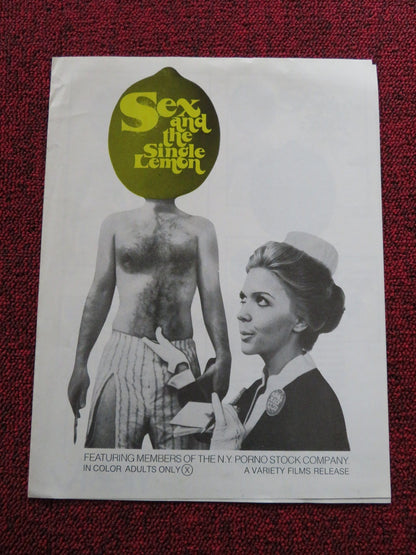 Sex
and
the
Single
Lemon
FEATURING MEMBERS OF THE N.Y. PORNO STOCK COMPANY
IN COLOR ADULTS ONLY Ⓧ A VARIETY FILMS RELEASE